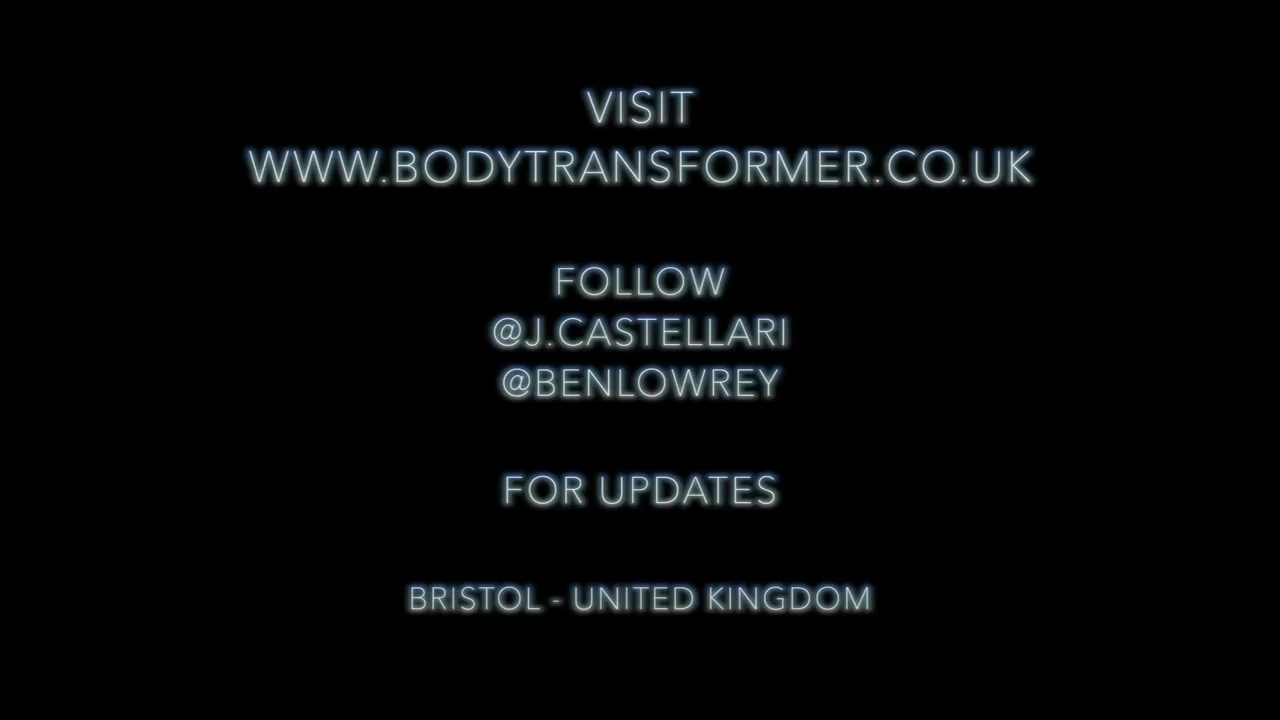 VISIT
WWW.BODYTRANSFORMER.CO.UK
FOLLOW
@J.CASTELLARI
@BENLOWREY
FOR UPDATES
BRISTOL - UNITED KINGDOM